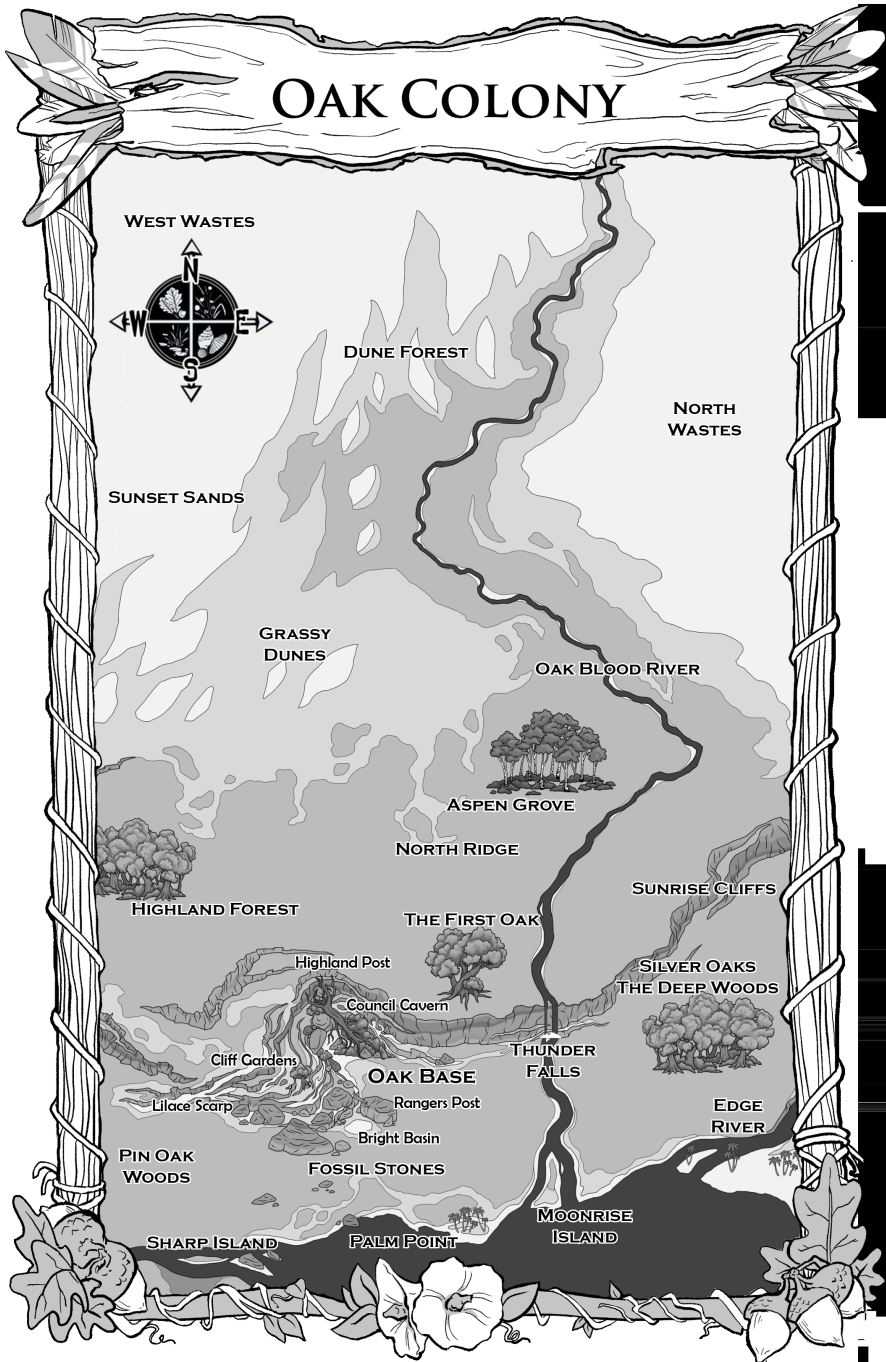 OAK COLONY
WEST WASTES
N
W
E
S
DUNE FOREST
NORTH
WASTES
SUNSET SANDS
GRASSY
DUNES
OAK BLOOD RIVER
ASPEN GROVE
NORTH RIDGE
SUNRISE CLIFFS
HIGHLAND FOREST
THE FIRST OAK
Highland Post
SILVER OAKS
THE DEEP WOODS
Council Cavern
Cliff Gardens
THUNDER
FALLS
OAK BASE
Lilace Scarp
Rangers Post
EDGE
RIVER
Bright Basin
PIN OAK
WOODS
FOSSIL STONES
MOONRISE
ISLAND
SHARP ISLAND
PALM POINT